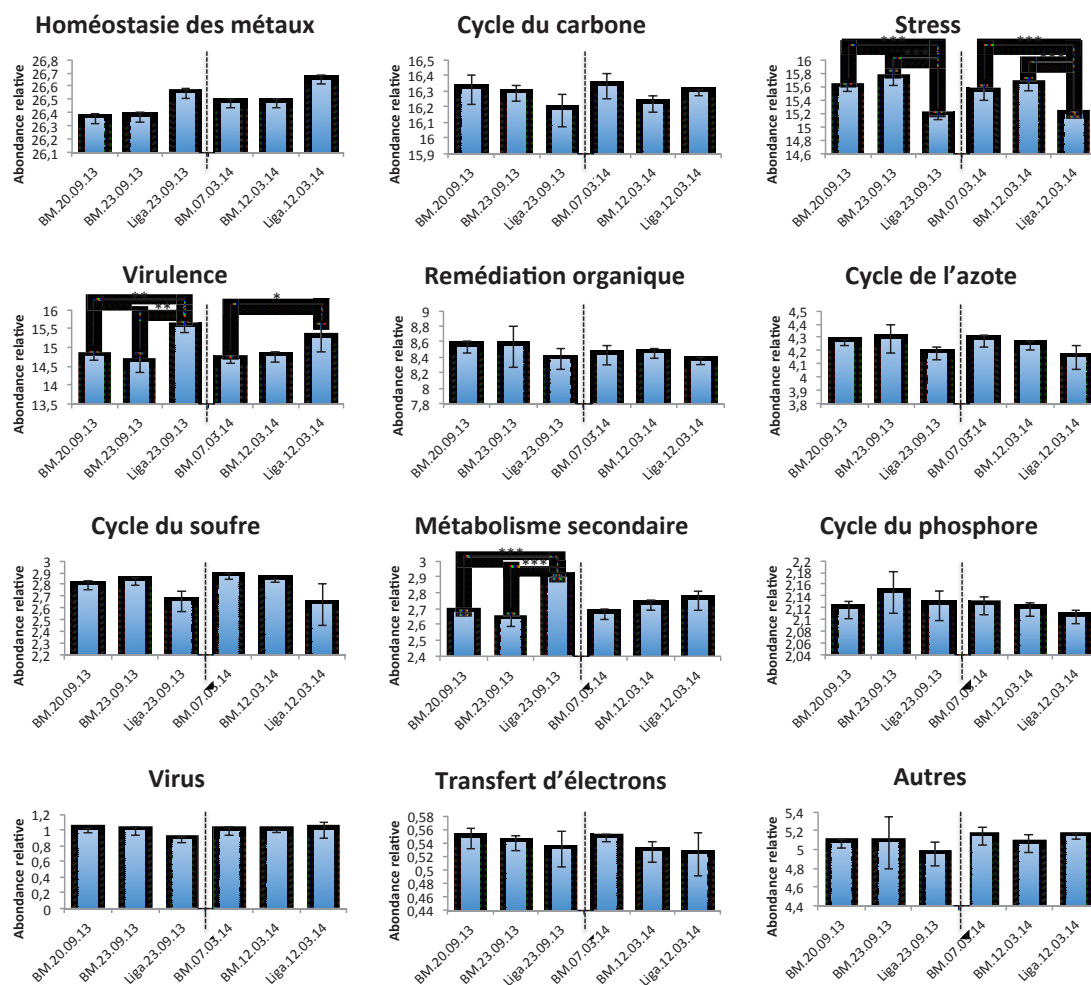 Homéostasie des métaux
Abondance relative
26,8
26,7
26,6
26,5
26,4
26,3
26,2
26,1
BM.20.09.13
BM.23.09.13
Liga.23.09.13
BM.07.03.14
BM.12.03.14
Liga.12.03.14
Cycle du carbone
Abondance relative
16,5
16,4
16,3
16,2
16,1
16
15,9
BM.20.09.13
BM.23.09.13
Liga.23.09.13
BM.07.03.14
BM.12.03.14
Liga.12.03.14
Stress
Abondance relative
16
15,8
15,6
15,4
15,2
15
14,8
14,6
***
***
BM.20.09.13
BM.23.09.13
Liga.23.09.13
BM.07.03.14
BM.12.03.14
Liga.12.03.14
Virulence
Abondance relative
16
15,5
15
14,5
14
13,5
**
**
*
BM.20.09.13
BM.23.09.13
Liga.23.09.13
BM.07.03.14
BM.12.03.14
Liga.12.03.14
Remédiation organique
Abondance relative
9
8,8
8,6
8,4
8,2
8
7,8
BM.20.09.13
BM.23.09.13
Liga.23.09.13
BM.07.03.14
BM.12.03.14
Liga.12.03.14
Cycle de l’azote
Abondance relative
4,5
4,4
4,3
4,2
4,1
4
3,9
3,8
BM.20.09.13
BM.23.09.13
Liga.23.09.13
BM.07.03.14
BM.12.03.14
Liga.12.03.14
Cycle du soufre
Abondance relative
3
2,9
2,8
2,7
2,6
2,5
2,4
2,3
2,2
BM.20.09.13
BM.23.09.13
Liga.23.09.13
BM.07.03.14
BM.12.03.14
Liga.12.03.14
Métabolisme secondaire
Abondance relative
3
2,9
2,8
2,7
2,6
2,5
2,4
***
***
BM.20.09.13
BM.23.09.13
Liga.23.09.13
BM.07.03.14
BM.12.03.14
Liga.12.03.14
Cycle du phosphore
Abondance relative
2,2
2,18
2,16
2,14
2,12
2,1
2,08
2,06
2,04
BM.20.09.13
BM.23.09.13
Liga.23.09.13
BM.07.03.14
BM.12.03.14
Liga.12.03.14
Virus
Abondance relative
1,2
1
0,8
0,6
0,4
0,2
0
BM.20.09.13
BM.23.09.13
Liga.23.09.13
BM.07.03.14
BM.12.03.14
Liga.12.03.14
Transfert d’électrons
Abondance relative
0,58
0,56
0,54
0,52
0,5
0,48
0,46
0,44
BM.20.09.13
BM.23.09.13
Liga.23.09.13
BM.07.03.14
BM.12.03.14
Liga.12.03.14
Autres
Abondance relative
5,4
5,2
5
4,8
4,6
4,4
BM.20.09.13
BM.23.09.13
Liga.23.09.13
BM.07.03.14
BM.12.03.14
Liga.12.03.14